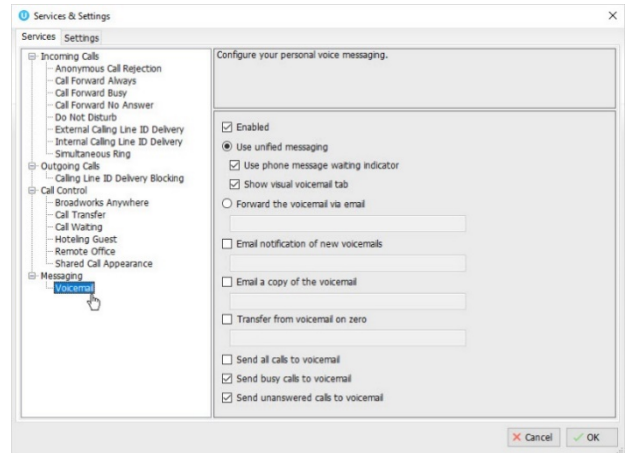 Services & Settings
Services Settings
Incoming Calls
Anonymous Call Rejection
Call Forward Always
Call Forward Busy
Call Forward No Answer
Do Not Disturb
External Calling Line ID Delivery
Internal Calling Line ID Delivery
Simultaneous Ring
Outgoing Calls
Calling Line ID Delivery Blocking
Call Control
Broadworks Anywhere
Call Transfer
Call Waiting
Hoteling Guest
Remote Office
Shared Call Appearance
Messaging
Voicemail
Configure your personal voice messaging.
Enabled
Use unified messaging
Use phone message waiting indicator
Show visual voicemail tab
Forward the voicemail via email
Email notification of new voicemails
Email a copy of the voicemail
Transfer from voicemail on zero
Send all calls to voicemail
Send busy calls to voicemail
Send unanswered calls to voicemail
Cancel OK